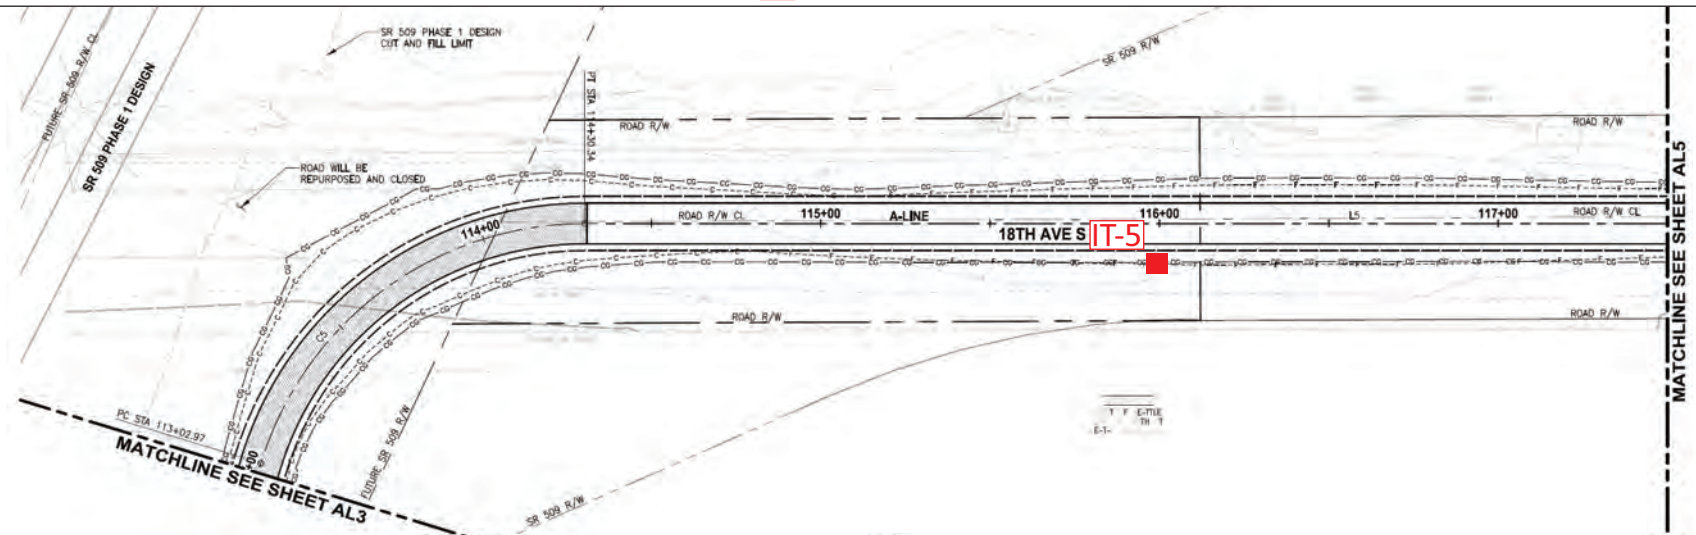 SR 509 PHASE 1 DESIGN
CUT AND FILL LIMIT
FUTURE SR 509 R/W CL
SR 509 PHASE 1 DESIGN
SR 509 R/W
PT STA 114+30.34
ROAD R/W
ROAD R/W
ROAD WILL BE
REPURPOSED AND CLOSED
MATCHLINE SEE SHEET AL5
114+00
ROAD R/W CL
115+00
A-LINE
116+00
L5
117+00
ROAD R/W CL
18TH AVE S
IT-5
ROAD R/W
ROAD R/W
C5
PC STA 113+02.97
FUTURE SR 509 R/W
+00
MATCHLINE SEE SHEET AL3
SR 509 R/W